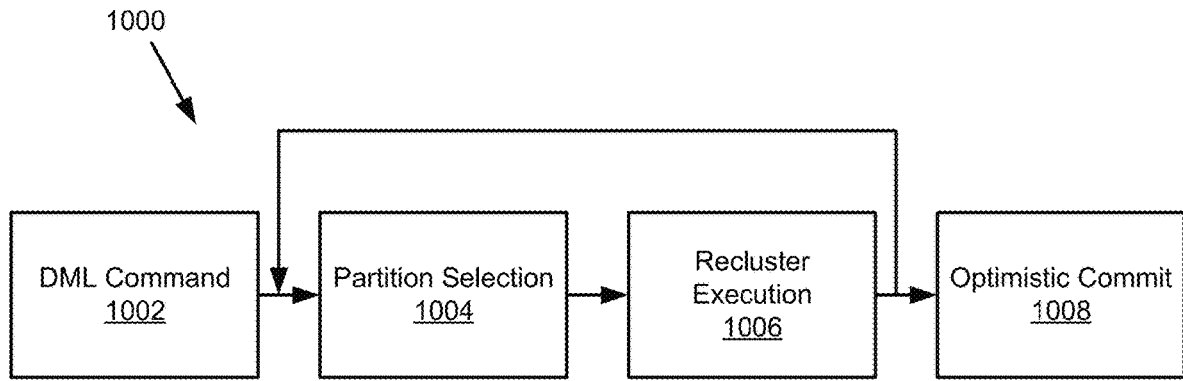 1000
DML Command
1002
Partition Selection
1004
Recluster
Execution
1006
Optimistic Commit
1008